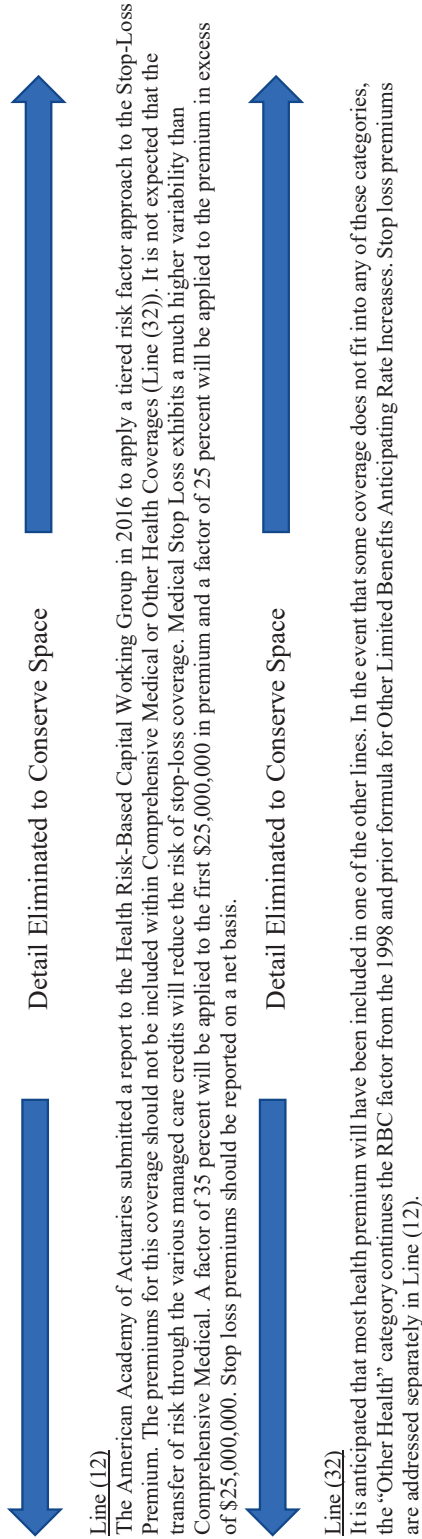 Detail Eliminated to Conserve Space
Line (12)
The American Academy of Actuaries submitted a report to the Health Risk-Based Capital Working Group in 2016 to apply a tiered risk factor approach to the Stop-Loss
Premium. The premiums for this coverage should not be included within Comprehensive Medical or Other Health Coverages (Line (32)). It is not expected that the
transfer of risk through the various managed care credits will reduce the risk of stop-loss coverage. Medical Stop Loss exhibits a much higher variability than
Comprehensive Medical. A factor of 35 percent will be applied to the first $25,000,000 in premium and a factor of 25 percent will be applied to the premium in excess
of $25,000,000. Stop loss premiums should be reported on a net basis.
Detail Eliminated to Conserve Space
Line (32)
It is anticipated that most health premium will have been included in one of the other lines. In the event that some coverage does not fit into any of these categories,
the “Other Health” category continues the RBC factor from the 1998 and prior formula for Other Limited Benefits Anticipating Rate Increases. Stop loss premiums
are addressed separately in Line (12).